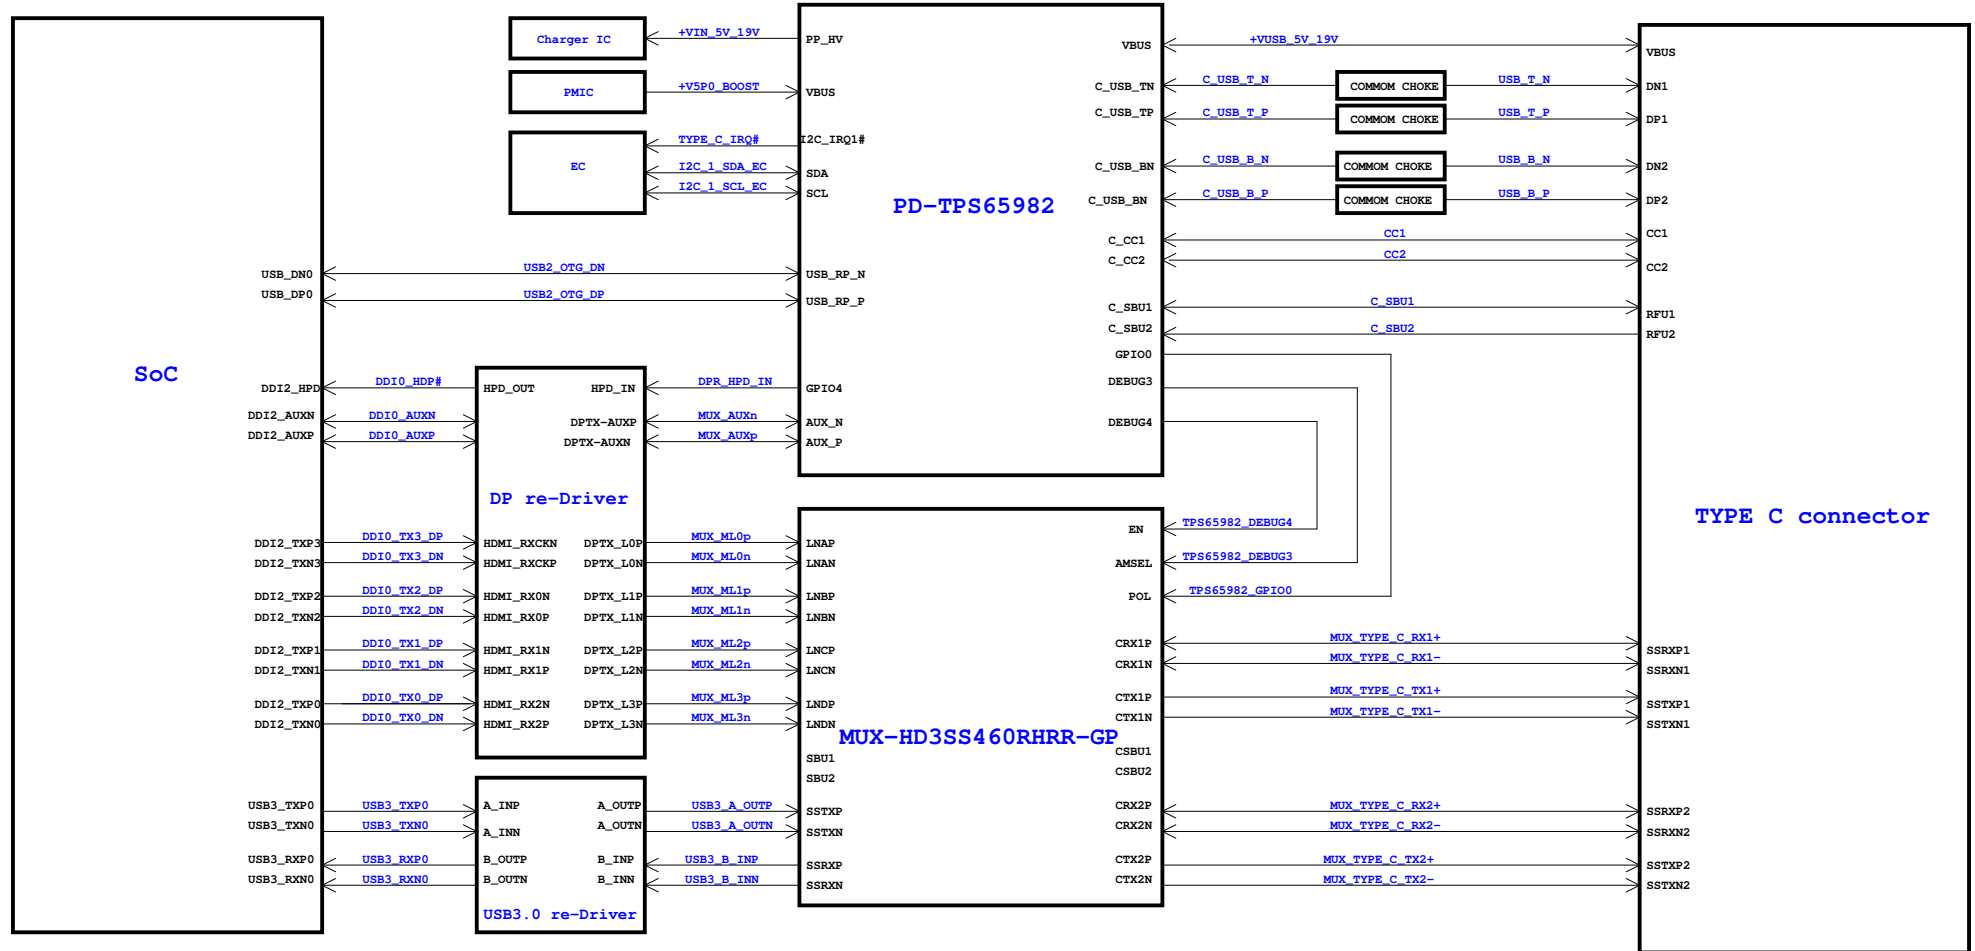 SoC
USB_DN0
USB_DP0
DDI2_HPD
DDI2_AUXN
DDI2_AUXP
DDI2_TXP3
DDI2_TXN3
DDI2_TXP2
DDI2_TXN2
DDI2_TXP1
DDI2_TXN1
DDI2_TXP0
DDI2_TXN0
USB3_TXP0
USB3_TXN0
USB3_RXP0
USB3_RXN0
USB2_OTG_DN
USB2_OTG_DP
DDI0_HDP#
DDI0_AUXN
DDI0_AUXP
DDI0_TX3_DP
DDI0_TX3_DN
DDI0_TX2_DP
DDI0_TX2_DN
DDI0_TX1_DP
DDI0_TX1_DN
DDI0_TX0_DP
DDI0_TX0_DN
USB3_TXP0
USB3_TXN0
USB3_RXP0
USB3_RXN0
Charger IC
PMIC
EC
+VIN_5V_19V
+V5P0_BOOST
TYPE_C_IRQ#
I2C_1_SDA_EC
I2C_1_SCL_EC
HPD_OUT
HPD_IN
DPTX-AUXP
DPTX-AUXN
DP re-Driver
HDMI_RXCKN
DPTX_L0P
HDMI_RXCKP
DPTX_L0N
HDMI_RX0N
DPTX_L1P
HDMI_RX0P
DPTX_L1N
HDMI_RX1N
DPTX_L2P
HDMI_RX1P
DPTX_L2N
HDMI_RX2N
DPTX_L3P
HDMI_RX2P
DPTX_L3N
A_INP
A_OUTP
A_INN
A_OUTN
B_OUTP
B_INP
B_OUTN
B_INN
USB3.0 re-Driver
DPR_HPD_IN
MUX_AUXn
MUX_AUXp
MUX_ML0p
MUX_ML0n
MUX_ML1p
MUX_ML1n
MUX_ML2p
MUX_ML2n
MUX_ML3p
MUX_ML3n
USB3_A_OUTP
USB3_A_OUTN
USB3_B_INP
USB3_B_INN
PP_HV
VBUS
I2C_IRQ1#
SDA
SCL
USB_RP_N
USB_RP_P
GPIO4
AUX_N
AUX_P
PD-TPS65982
VBUS
C_USB_TN
C_USB_TP
C_USB_BN
C_USB_BN
C_CC1
C_CC2
C_SBU1
C_SBU2
GPIO0
DEBUG3
DEBUG4
LNAP
LNAN
LNBP
LNBN
LNCP
LNCN
LNDP
LNDN
SBU1
SBU2
SSTXP
SSTXN
SSRXP
SSRXN
MUX-HD3SS460RHRR-GP
EN
AMSEL
POL
CRX1P
CRX1N
CTX1P
CTX1N
CSBU1
CSBU2
CRX2P
CRX2N
CTX2P
CTX2N
+VUSB_5V_19V
C_USB_T_N
COMMOM CHOKE
USB_T_N
C_USB_T_P
COMMOM CHOKE
USB_T_P
C_USB_B_N
COMMOM CHOKE
USB_B_N
C_USB_B_P
COMMOM CHOKE
USB_B_P
CC1
CC2
C_SBU1
C_SBU2
TPS65982_DEBUG4
TPS65982_DEBUG3
TPS65982_GPIO0
MUX_TYPE_C_RX1+
MUX_TYPE_C_RX1-
MUX_TYPE_C_TX1+
MUX_TYPE_C_TX1-
MUX_TYPE_C_RX2+
MUX_TYPE_C_RX2-
MUX_TYPE_C_TX2+
MUX_TYPE_C_TX2-
VBUS
DN1
DP1
DN2
DP2
CC1
CC2
RFU1
RFU2
TYPE C connector
SSRXP1
SSRXN1
SSTXP1
SSTXN1
SSRXP2
SSRXN2
SSTXP2
SSTXN2